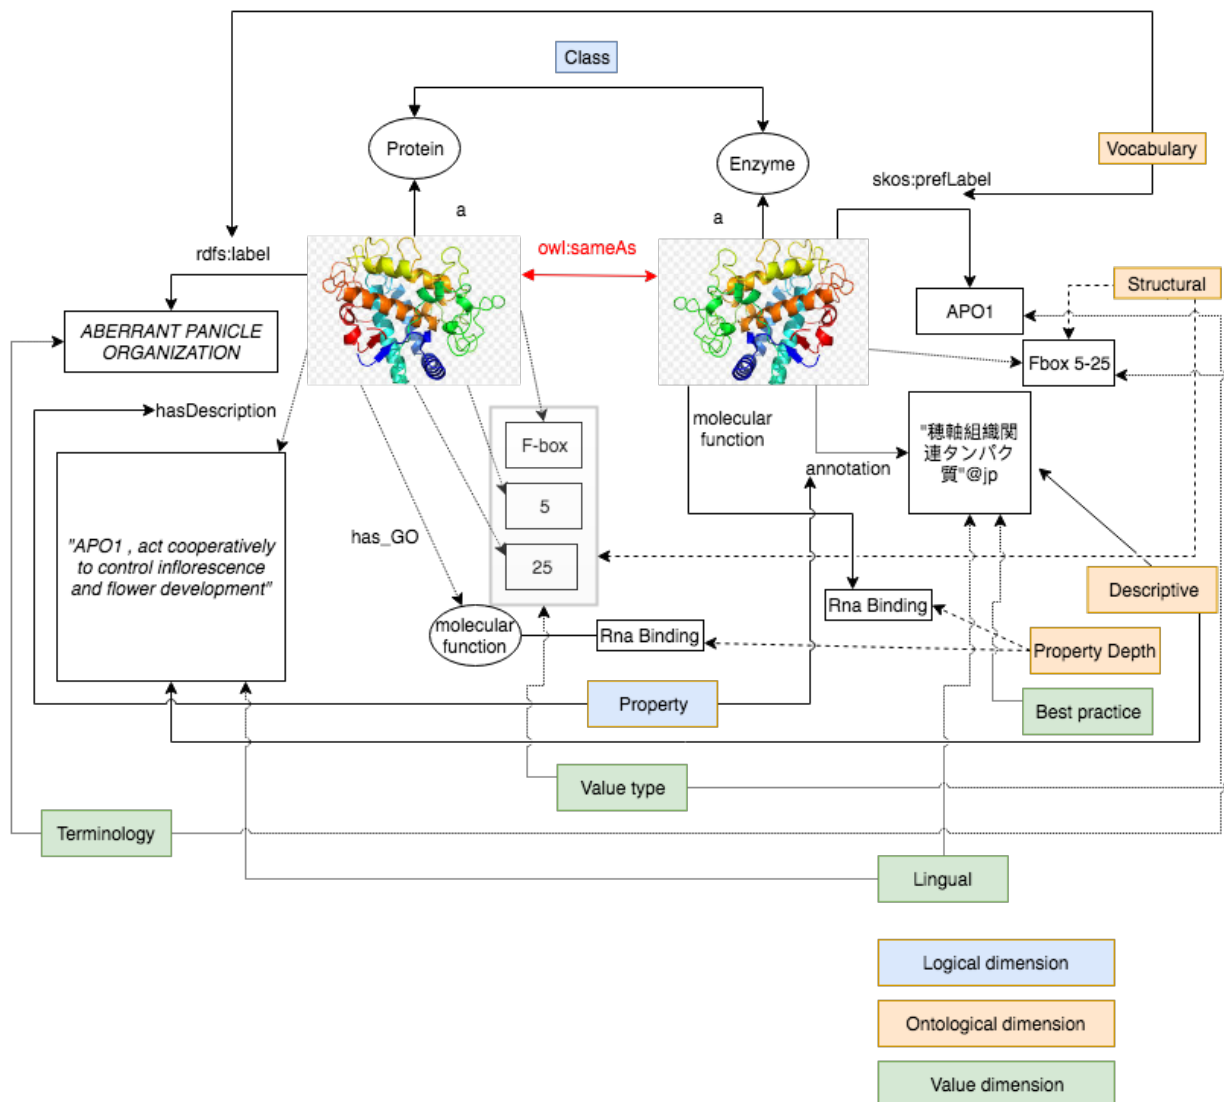 Class
Protein
Enzyme
Vocabulary
skos:prefLabel
a
a
rdfs:label
owl:sameAs
Structural
APO1
ABERRANT PANICLE
ORGANIZATION
Fbox 5-25
hasDescription
molecular
function
"穂軸組織関
連タンパク
質"@jp
F-box
annotation
5
has_GO
"APO1 , act cooperatively
to control inflorescence
and flower development"
25
Descriptive
Rna Binding
molecular
function
Rna Binding
Property Depth
Property
Best practice
Value type
Terminology
Lingual
Logical dimension
Ontological dimension
Value dimension